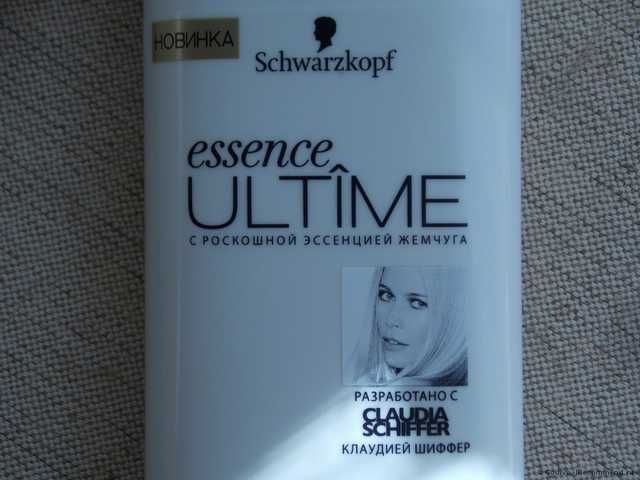 НОВИНКА
Schwarzkopf
essence
ULTÎME
С РОСКОШНОЙ ЭССЕНЦИЕЙ ЖЕМЧУГА
РАЗРАБОТАНО С
CLAUDIA
SCHIFFER
КЛАУДИЕЙ ШИФФЕР